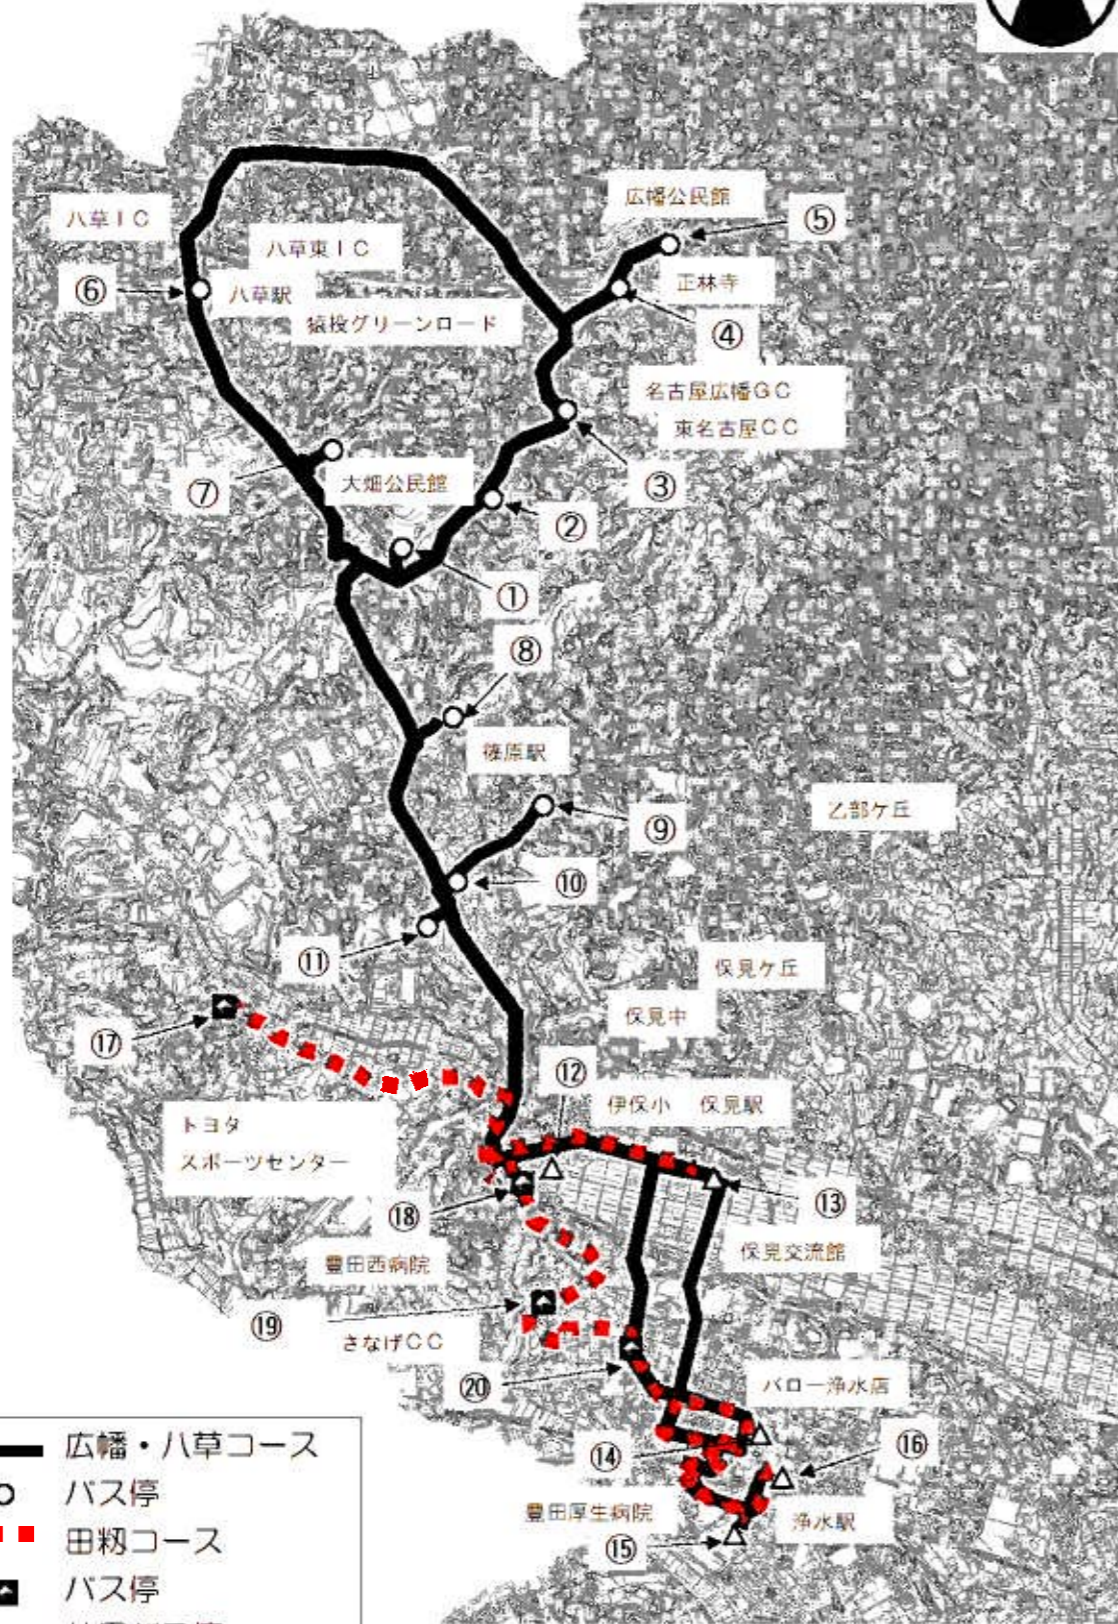 広幡公民館
⑤
八草ＩＣ
八草東ＩＣ
正林寺
⑥
八草駅
猿投グリーンロード
④
名古屋広幡ＧＣ
東名古屋ＣＣ
⑦
大畑公民館
③
②
①
⑧
篠原駅
⑨
乙部ケ丘
⑩
⑪
保見ケ丘
保見中
⑰
⑫
伊保小
保見駅
トヨタ
スポーツセンター
⑱
⑬
豊田西病院
保見交流館
⑲
さなげＣＣ
⑳
バロー浄水店
⑭
⑯
豊田厚生病院
浄水駅
⑮
広幡・八草コース
バス停
田籾コース
バス停